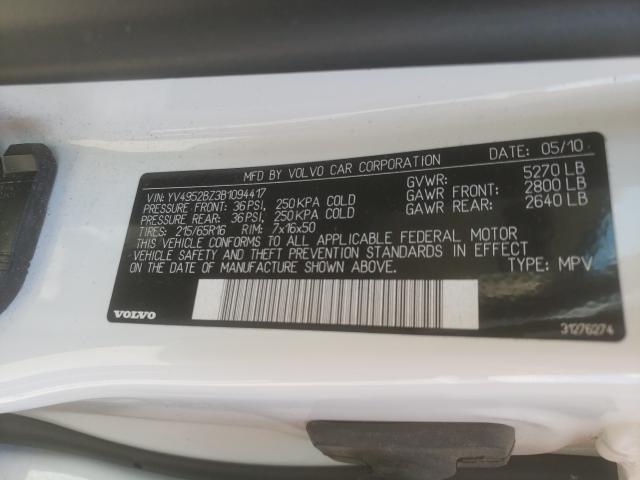 MFD BY VOLVO CAR CORPORATION DATE: 05/10
VIN: YV4952BZ3B1094417 GVWR: 5270 LB
PRESSURE FRONT: 36 PSI, 250 KPA COLD GAWR FRONT: 2800 LB
PRESSURE REAR: 36 PSI, 250 KPA COLD GAWR REAR: 2640 LB
TIRES: 215/65R16 RIM: 7x16x50
THIS VEHICLE CONFORMS TO ALL APPLICABLE FEDERAL MOTOR
VEHICLE SAFETY AND THEFT PREVENTION STANDARDS IN EFFECT
ON THE DATE OF MANUFACTURE SHOWN ABOVE. TYPE: MPV
VOLVO 31276274